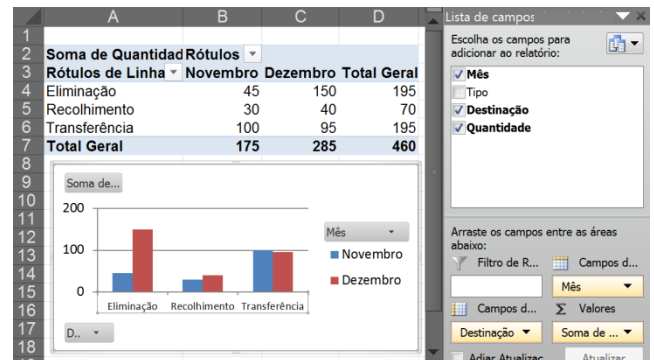 A B C D
1
2 Soma de Quantidad Rótulos
3 Rótulos de Linha Novembro Dezembro Total Geral
4 Eliminação 45 150 195
5 Recolhimento 30 40 70
6 Transferência 100 95 195
7 Total Geral 175 285 460
8
9
10
11
12
13
14
15
16
17
18
Soma de...
200
100
0
Eliminação Recolhimento Transferência
Mês
Novembro
Dezembro
D..
Lista de campos
Escolha os campos para
adicionar ao relatório:
Mês
Tipo
Destinação
Quantidade
Arraste os campos entre as áreas
abaixo:
Filtro de R... Campos d...
Mês
Campos d... Σ Valores
Destinação Soma de ...
Adiar Atualizaç Atualizar